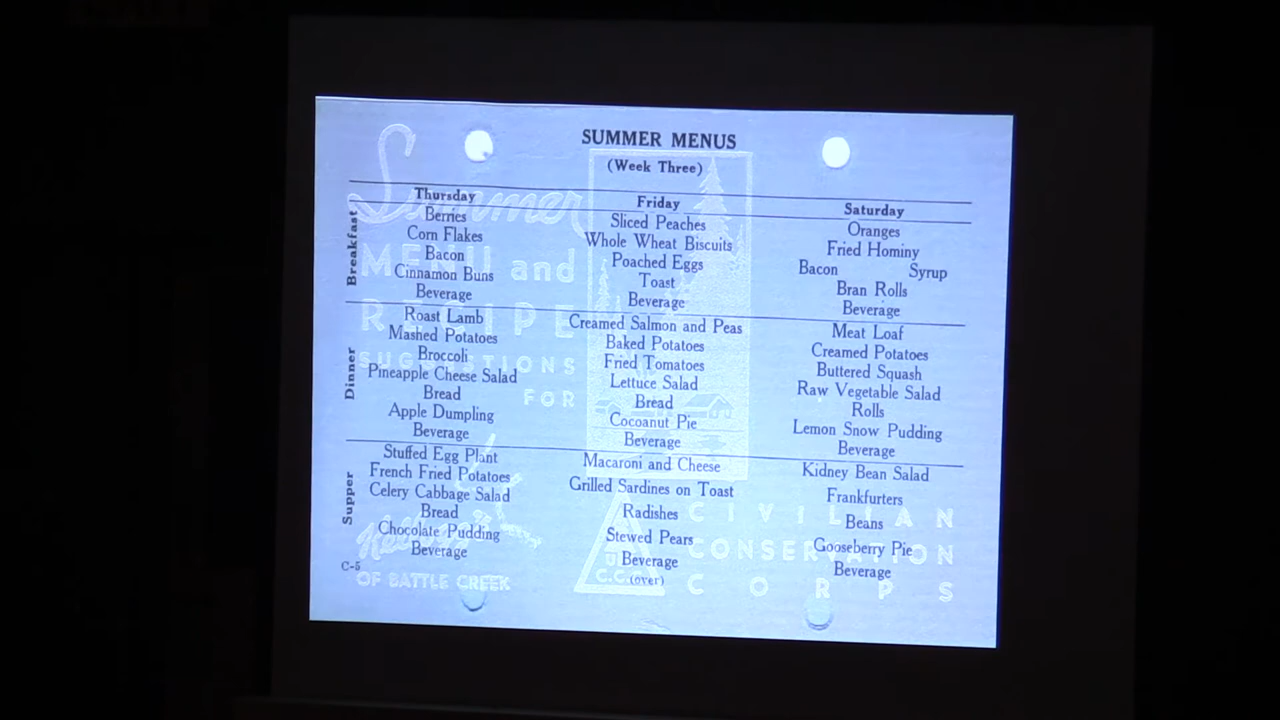 SUMMER MENUS
(Week Three)
Thursday
Friday
Saturday
Breakfast
Berries
Corn Flakes
Bacon
Cinnamon Buns
Beverage
Sliced Peaches
Whole Wheat Biscuits
Poached Eggs
Toast
Beverage
Oranges
Fried Hominy
Bacon Syrup
Bran Rolls
Beverage
Dinner
Roast Lamb
Mashed Potatoes
Broccoli
Pineapple Cheese Salad
Bread
Apple Dumpling
Beverage
Creamed Salmon and Peas
Baked Potatoes
Fried Tomatoes
Lettuce Salad
Bread
Cocoanut Pie
Beverage
Meat Loaf
Creamed Potatoes
Buttered Squash
Raw Vegetable Salad
Rolls
Lemon Snow Pudding
Beverage
Supper
Stuffed Egg Plant
French Fried Potatoes
Celery Cabbage Salad
Bread
Chocolate Pudding
Beverage
Macaroni and Cheese
Grilled Sardines on Toast
Radishes
Stewed Pears
Beverage
Kidney Bean Salad
Frankfurters
Beans
Gooseberry Pie
Beverage
C-5
(over)
Summer
MENU and
RECIPE
SUGGESTIONS
FOR
CIVILIAN
CONSERVATION
CORPS
Kellogg's
OF BATTLE CREEK
C.C.C.